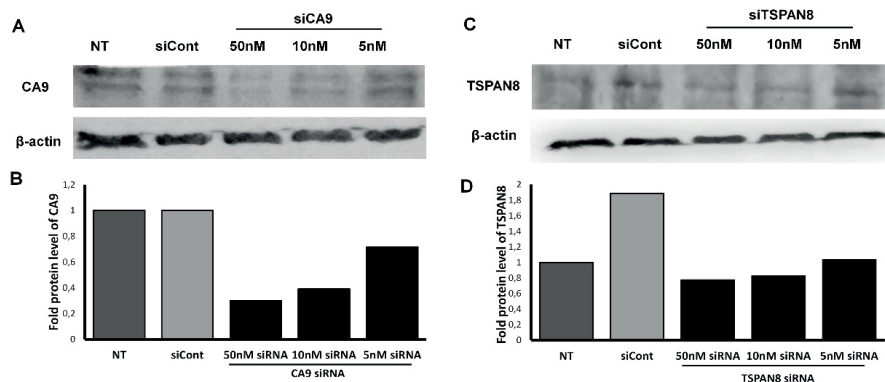 A
siCA9
NT siCont 50nM 10nM 5nM
CA9
β-actin
B
Fold protein level of CA9
1,2
1
0,8
0,6
0,4
0,2
0
NT siCont 50nM siRNA 10nM siRNA 5nM siRNA
CA9 siRNA
C
siTSPAN8
NT siCont 50nM 10nM 5nM
TSPAN8
β-actin
D
Fold protein level of TSPAN8
2
1,8
1,6
1,4
1,2
1
0,8
0,6
0,4
0,2
0
NT siCont 50nM siRNA 10nM siRNA 5nM siRNA
TSPAN8 siRNA